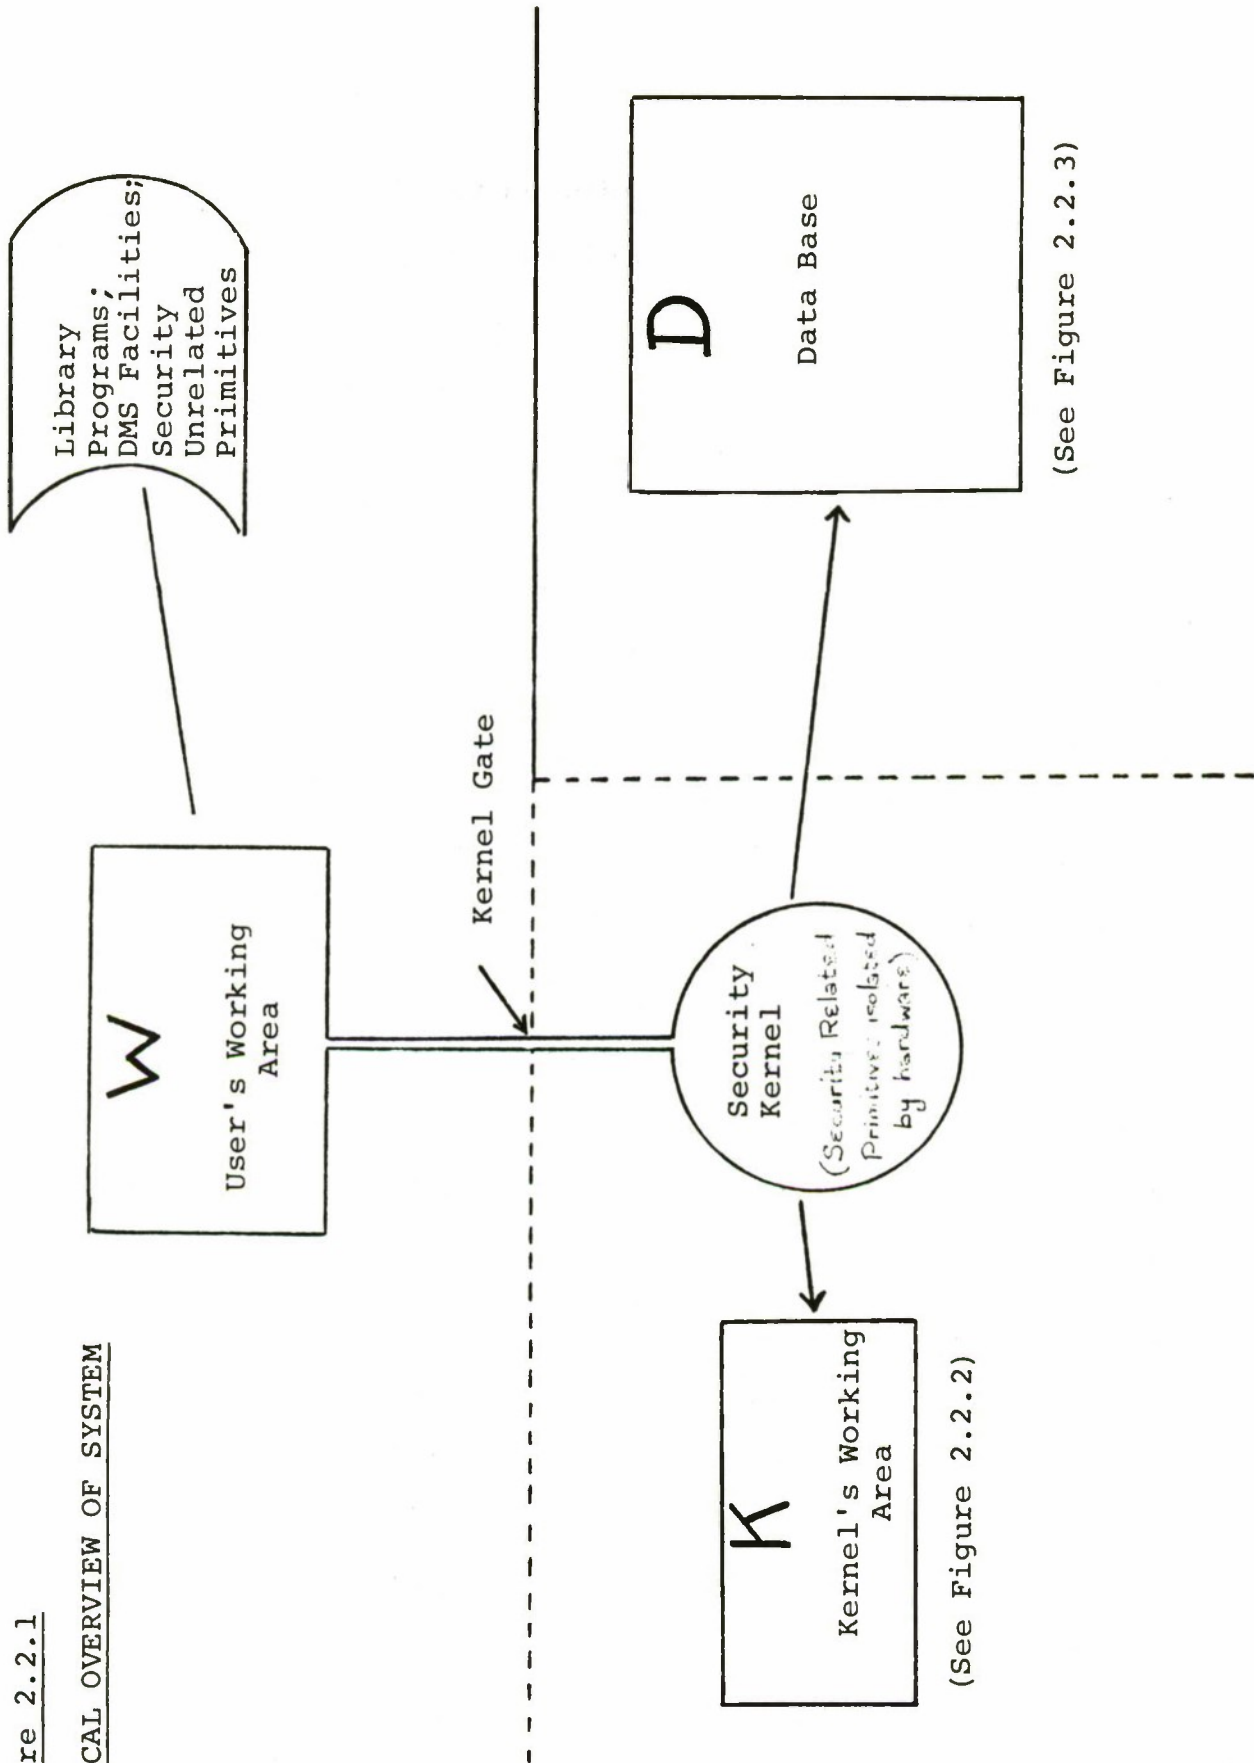 re 2.2.1
CAL OVERVIEW OF SYSTEM
W
User's Working
Area
Library
Programs;
DMS Facilities;
Security
Unrelated
Primitives
Kernel Gate
Security
Kernel
(Security Related
Primitives isolated
by hardware)
K
Kernel's Working
Area
(See Figure 2.2.2)
D
Data Base
(See Figure 2.2.3)